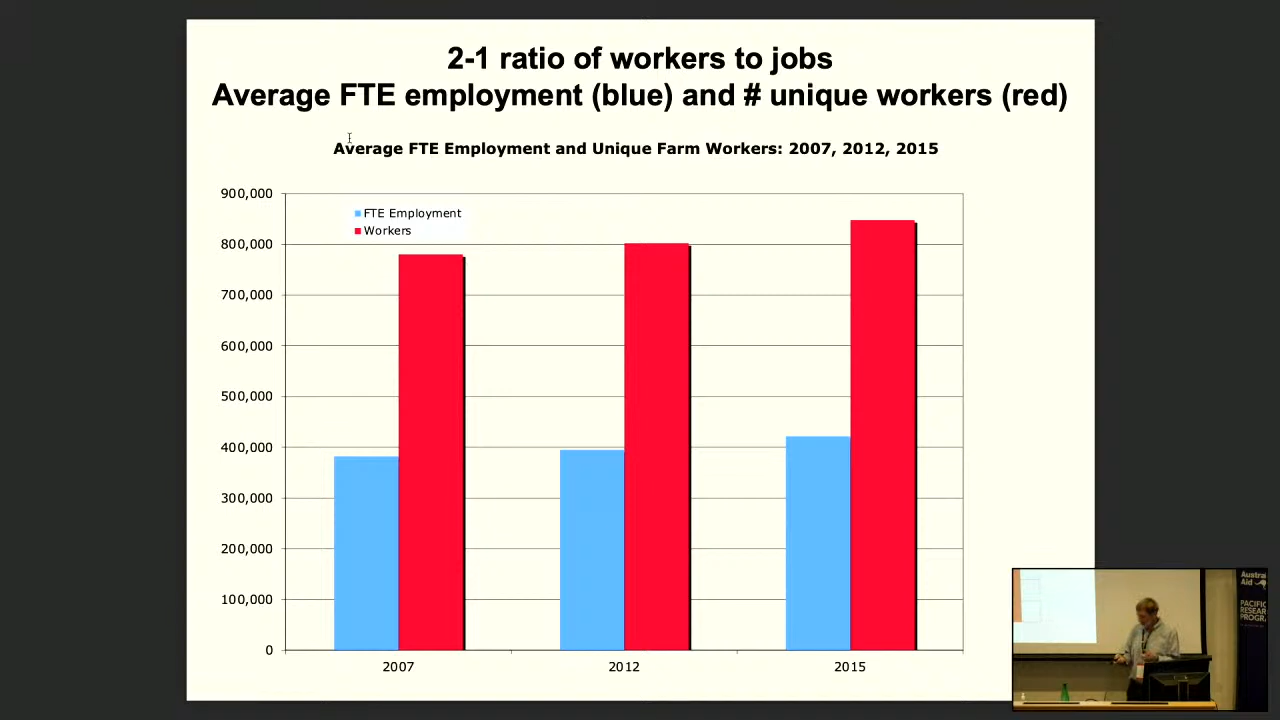 2-1 ratio of workers to jobs
Average FTE employment (blue) and # unique workers (red)
Average FTE Employment and Unique Farm Workers: 2007, 2012, 2015
900,000
800,000
700,000
600,000
500,000
400,000
300,000
200,000
100,000
0
FTE Employment
Workers
2007
2012
2015
Aid
PACIFIC